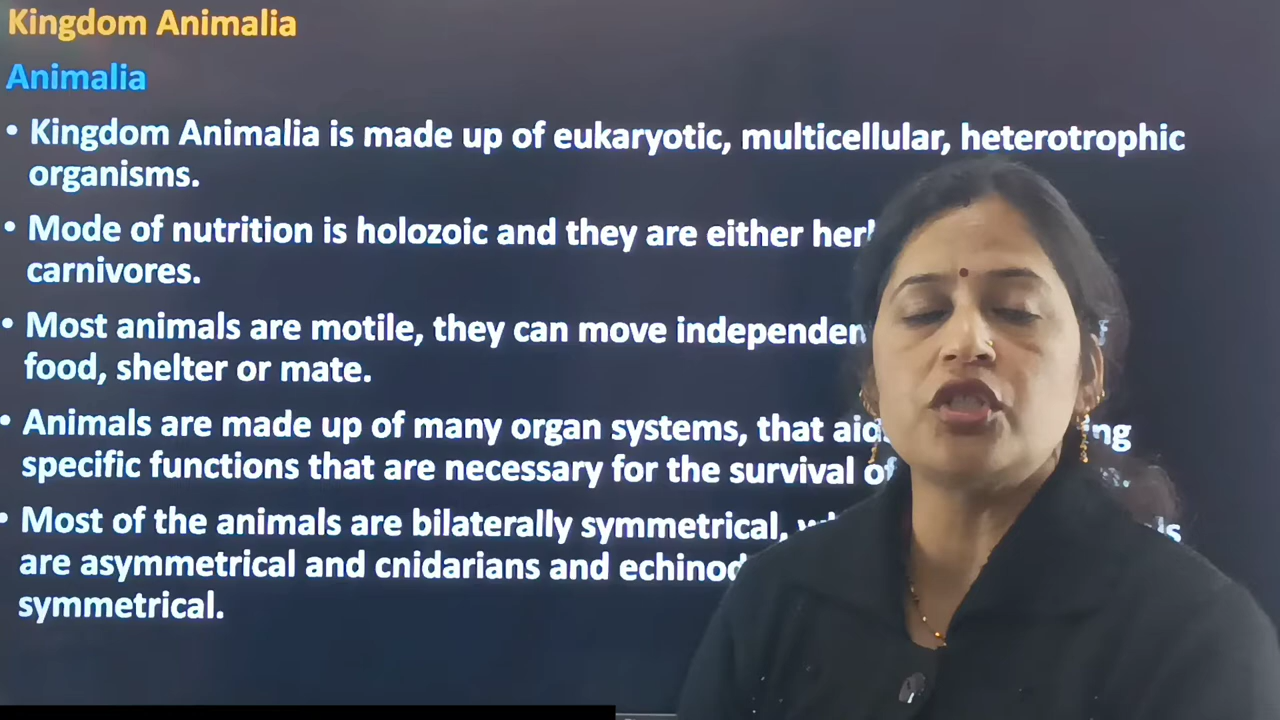 Kingdom Animalia
Animalia
• Kingdom Animalia is made up of eukaryotic, multicellular, heterotrophic
organisms.
• Mode of nutrition is holozoic and they are either
carnivores.
• Most animals are motile, they can move
food, shelter or mate.
• Animals are made up of many organ systems, that
specific functions that are necessary for the survival of
• Most of the animals are bilaterally symmetrical,
are asymmetrical and cnidarians and
symmetrical.